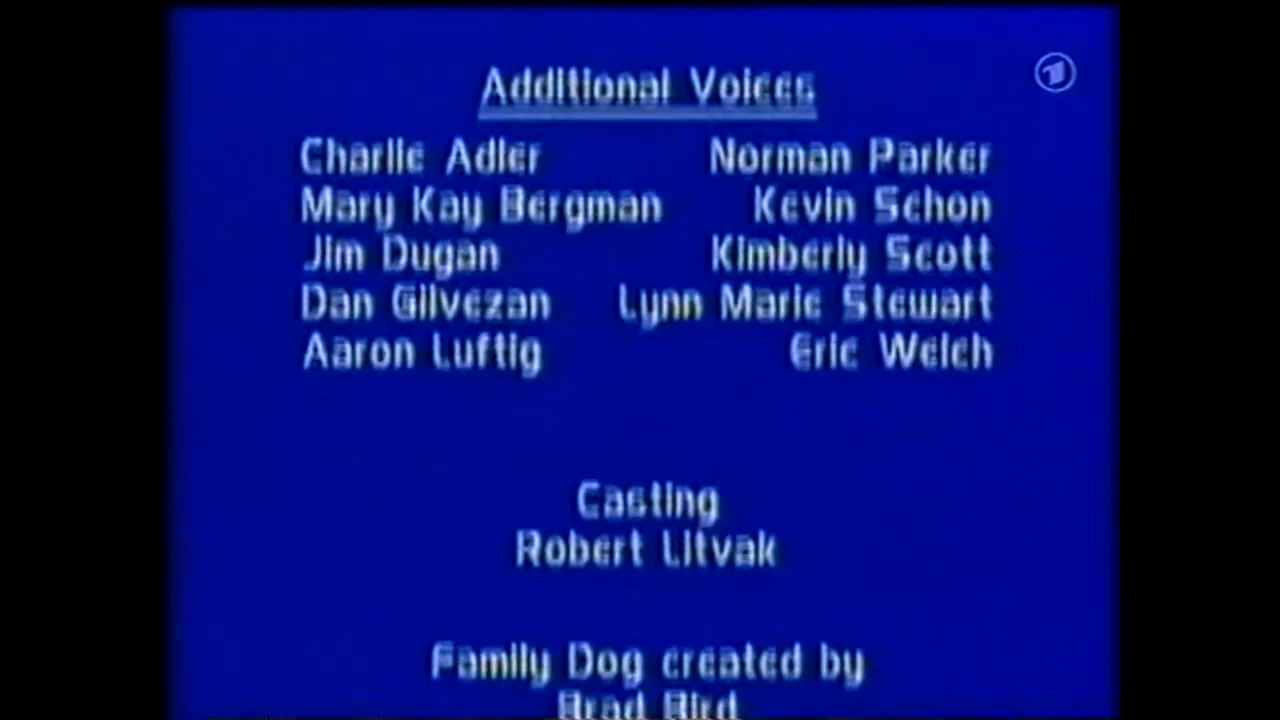 Additional Voices
Charlie Adler Norman Parker
Mary Kay Bergman Kevin Schon
Jim Dugan Kimberly Scott
Dan Gilvezan Lynn Marie Stewart
Aaron Luftig Eric Welch
Casting
Robert Litvak
Family Dog created by
Brad Bird